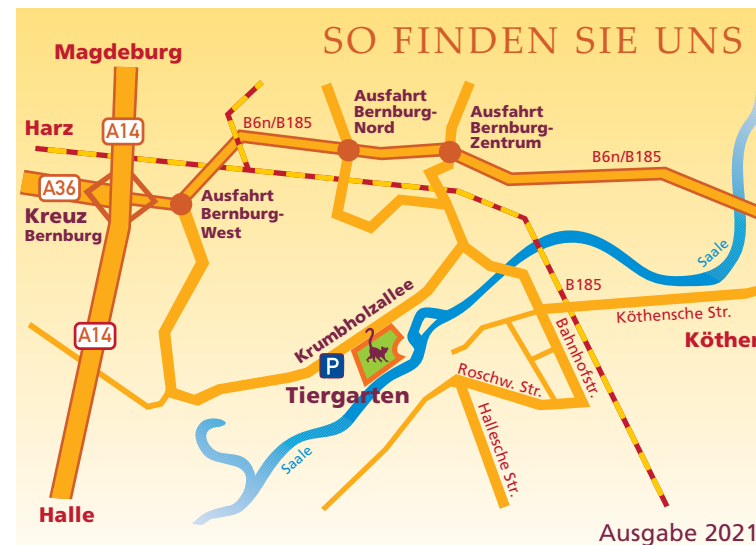 SO FINDEN SIE UNS
Magdeburg
Ausfahrt
Bernburg-
Nord
Ausfahrt
Bernburg-
Zentrum
B6n/B185
Harz
A14
B6n/B185
A36
Kreuz
Bernburg
Ausfahrt
Bernburg-
West
Saale
B185
Krumbholzallee
Köthensche Str.
A14
Köthen
Bahnhofstr.
P
Tiergarten
Roschw. Str.
Hallesche Str.
Saale
Halle
Ausgabe 2021